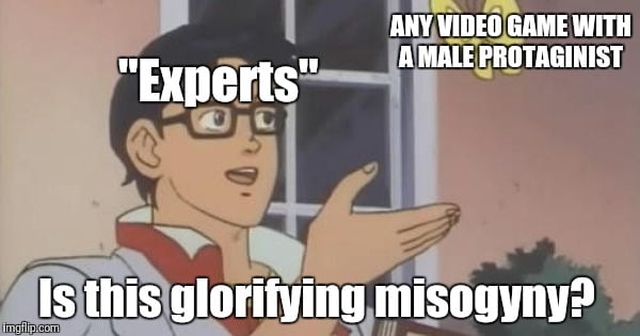 ANY VIDEO GAME WITH
A MALE PROTAGINIST
"Experts"
Is this glorifying misogyny?
imgflip.com